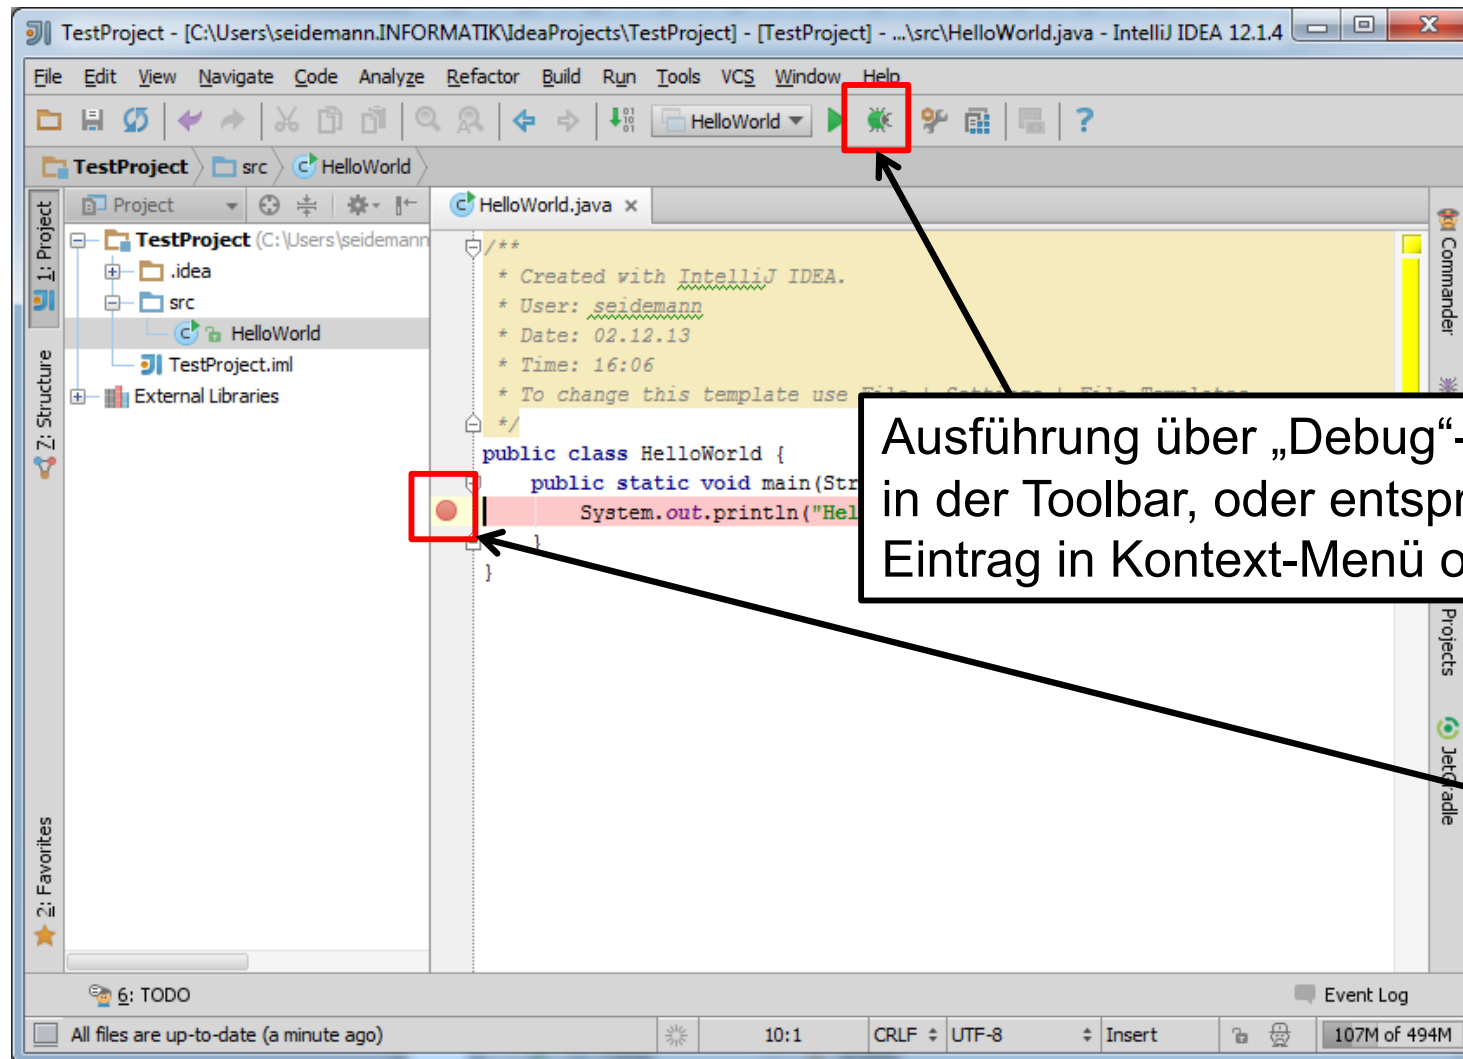 TestProject - [C:\Users\seidemann.INFORMATIK\IdeaProjects\TestProject] - [TestProject] - ...\src\HelloWorld.java - IntelliJ IDEA 12.1.4
File Edit View Navigate Code Analyze Refactor Build Run Tools VCS Window Help
HelloWorld
TestProject src HelloWorld
Project
HelloWorld.java
1: Project
7: Structure
2: Favorites
TestProject (C:\Users\seidemann
.idea
src
HelloWorld
TestProject.iml
External Libraries
/**
* Created with IntelliJ IDEA.
* User: seidemann
* Date: 02.12.13
* Time: 16:06
* To change this template use File | Settings | File Templates
*/
public class HelloWorld {
public static void main(Str
System.out.println("Hel
}
}
Ausführung über „Debug“-
in der Toolbar, oder entspr
Eintrag in Kontext-Menü o
Commander
Projects
JetGradle
6: TODO
Event Log
All files are up-to-date (a minute ago) 10:1 CRLF UTF-8 Insert 107M of 494M